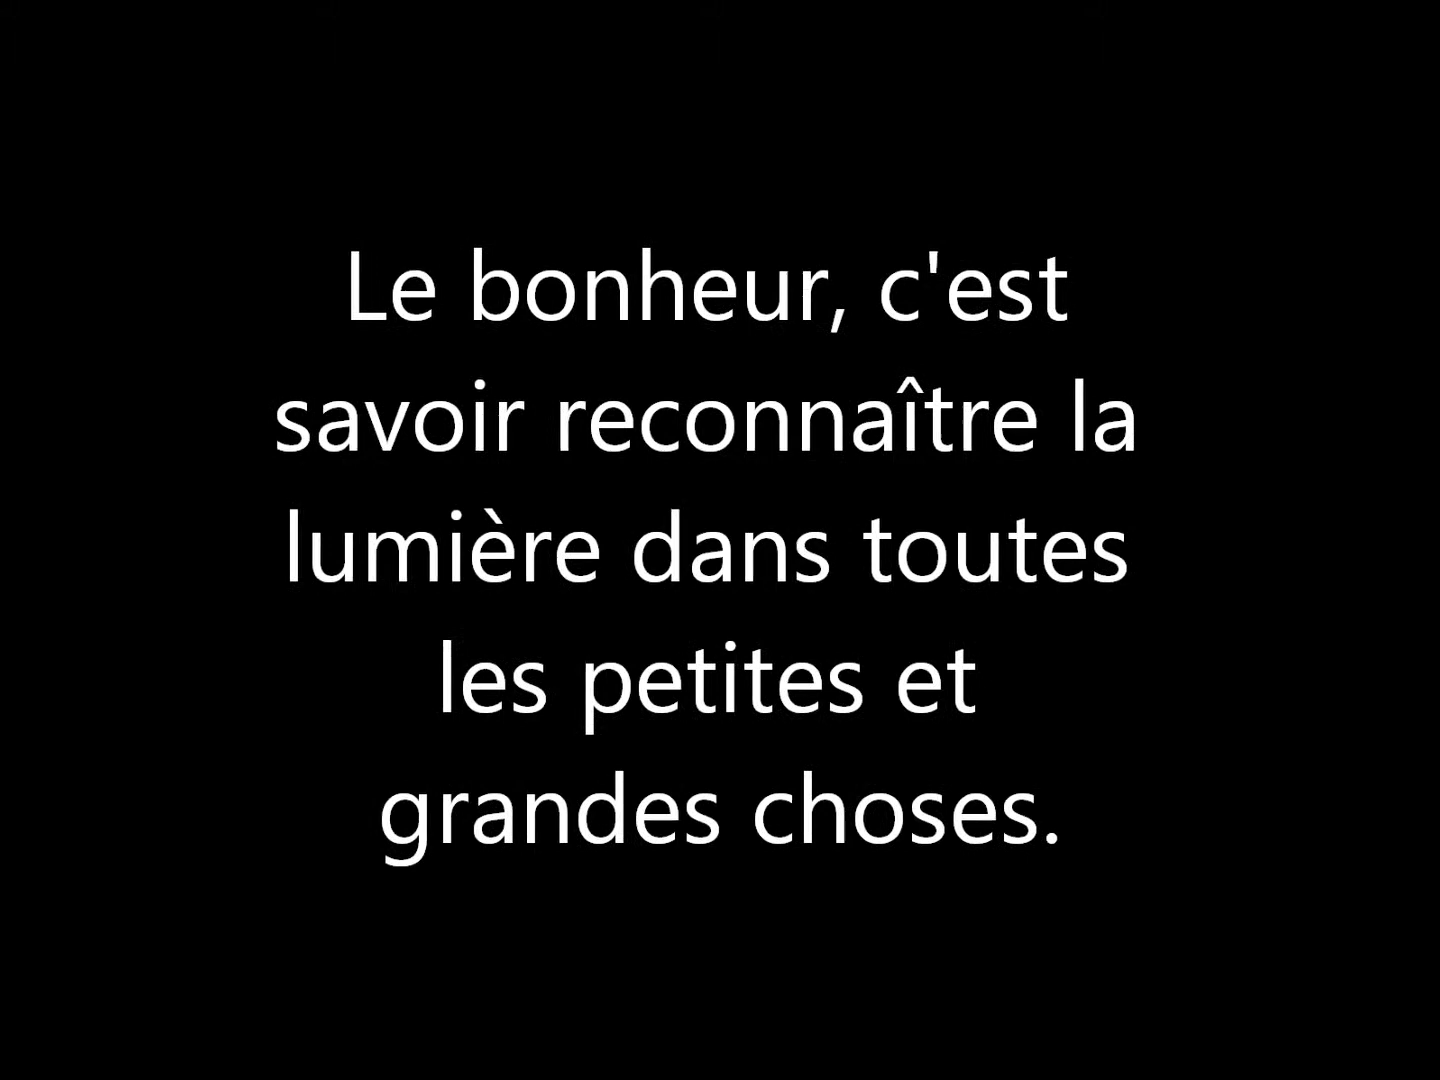 Le bonheur, c'est
savoir reconnaître la
lumière dans toutes
les petites et
grandes choses.